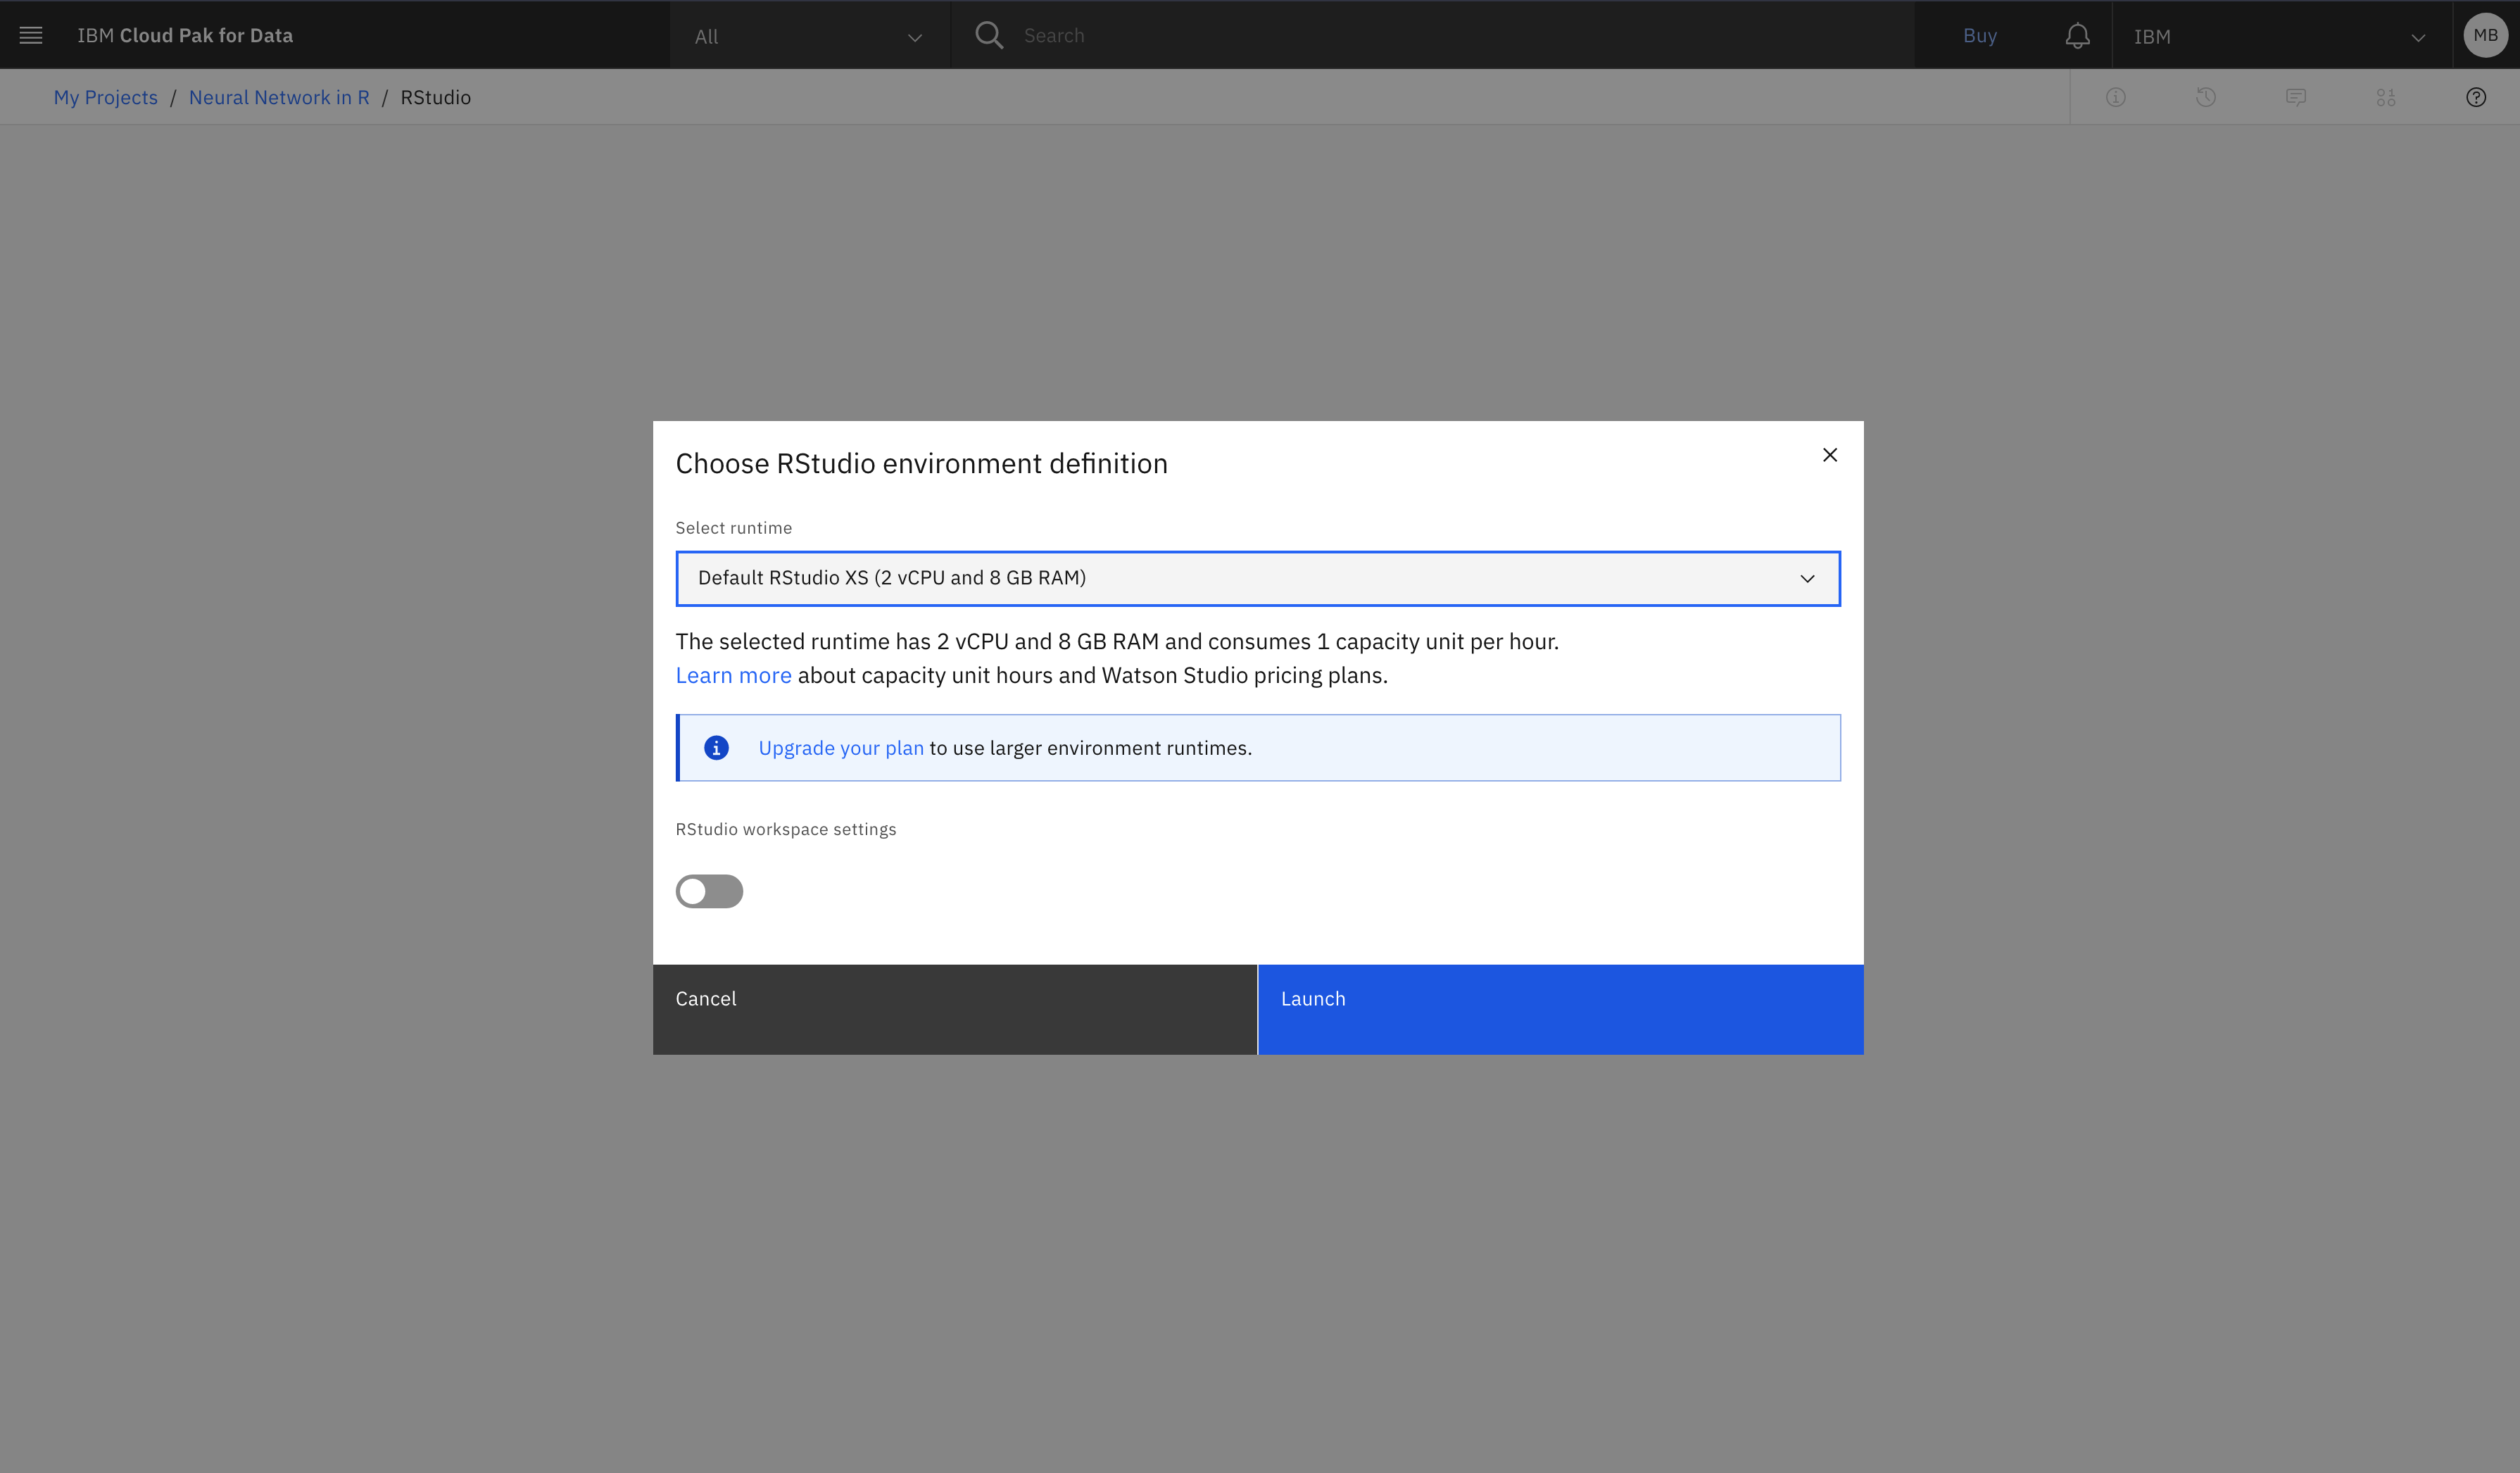 IBM Cloud Pak for Data
All
Search
Buy
IBM
MB
My Projects / Neural Network in R / RStudio
Choose RStudio environment definition
Select runtime
Default RStudio XS (2 vCPU and 8 GB RAM)
The selected runtime has 2 vCPU and 8 GB RAM and consumes 1 capacity unit per hour.
Learn more about capacity unit hours and Watson Studio pricing plans.
Upgrade your plan to use larger environment runtimes.
RStudio workspace settings
Cancel
Launch